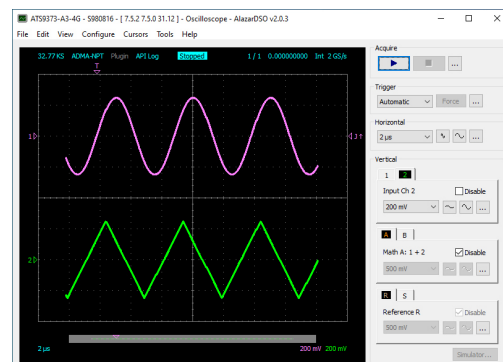 ATS9373-A3-4G - S980816 - [ 7.5.2 7.5.0 31.12 ] - Oscilloscope - AlazarDSO v2.0.3
File Edit View Configure Cursors Tools Help
32.77 KS ADMA-NPT Plugin API Log Stopped 1 / 1 0.000000000 Int 2 GS/s
T
1
1↑
2
2 µs 200 mV 200 mV
Acquire
...
Trigger
Automatic Force ...
Horizontal
2 µs ...
Vertical
1 2
Input Ch 2 Disable
200 mV ...
A B
Math A: 1 + 2 Disable
500 mV ...
R S
Reference R Disable
500 mV ...
Simulator...